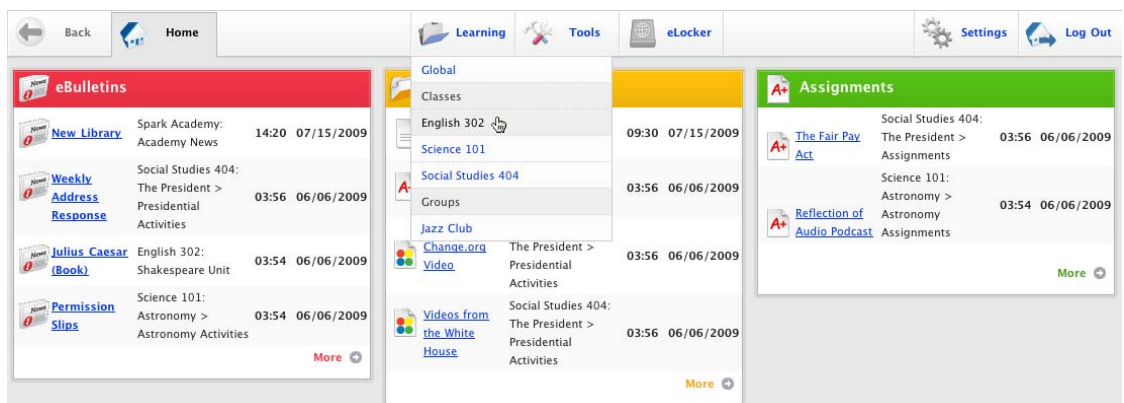 Back
Home
Learning
Tools
eLocker
Settings
Log Out
eBulletins
New Library
Spark Academy:
Academy News
14:20 07/15/2009
Weekly
Address
Response
Social Studies 404:
The President >
Presidential
Activities
03:56 06/06/2009
Julius Caesar
(Book)
English 302:
Shakespeare Unit
03:54 06/06/2009
Permission
Slips
Science 101:
Astronomy >
Astronomy Activities
03:54 06/06/2009
More
Global
Classes
English 302
Science 101
Social Studies 404
Groups
Jazz Club
09:30 07/15/2009
03:56 06/06/2009
Change.org
Video
The President >
Presidential
Activities
03:56 06/06/2009
Videos from
the White
House
Social Studies 404:
The President >
Presidential
Activities
03:56 06/06/2009
More
A+
Assignments
A+
The Fair Pay
Act
Social Studies 404:
The President >
Assignments
03:56 06/06/2009
A+
Reflection of
Audio Podcast
Science 101:
Astronomy >
Astronomy
Assignments
03:54 06/06/2009
More